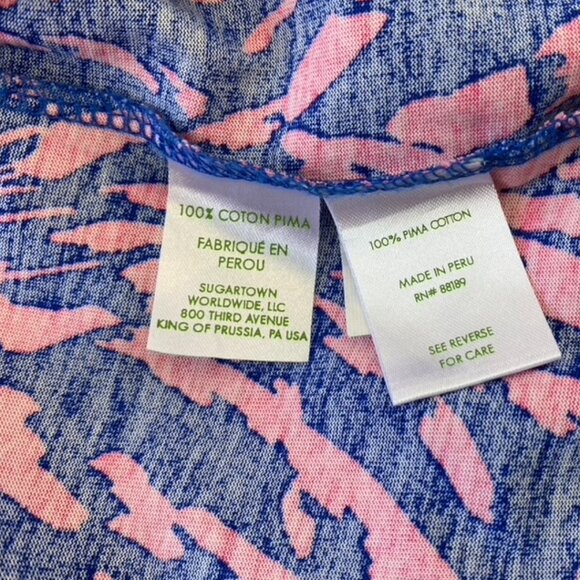 100% COTON PIMA
FABRIQUÉ EN
PEROU
SUGARTOWN
WORLDWIDE, LLC
800 THIRD AVENUE
KING OF PRUSSIA, PA USA
100% PIMA COTTON
MADE IN PERU
RN# 88189
SEE REVERSE
FOR CARE